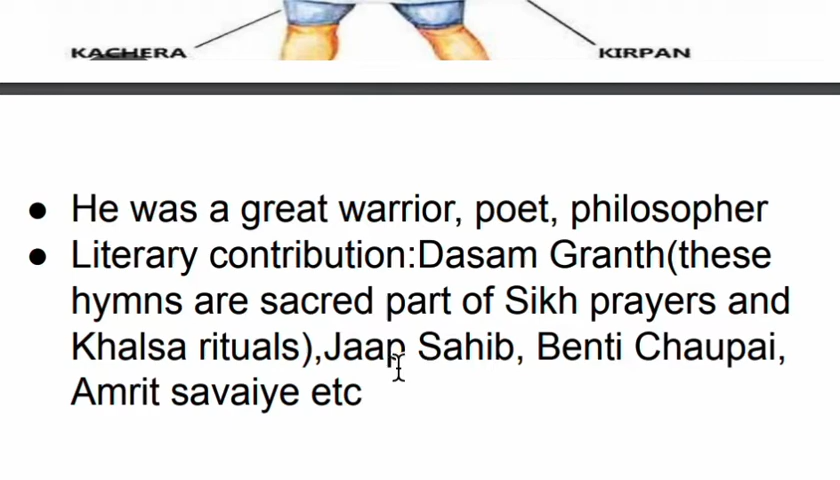 KACHERA KIRPAN
● He was a great warrior, poet, philosopher
● Literary contribution:Dasam Granth(these
hymns are sacred part of Sikh prayers and
Khalsa rituals),Jaap Sahib, Benti Chaupai,
Amrit savaiye etc